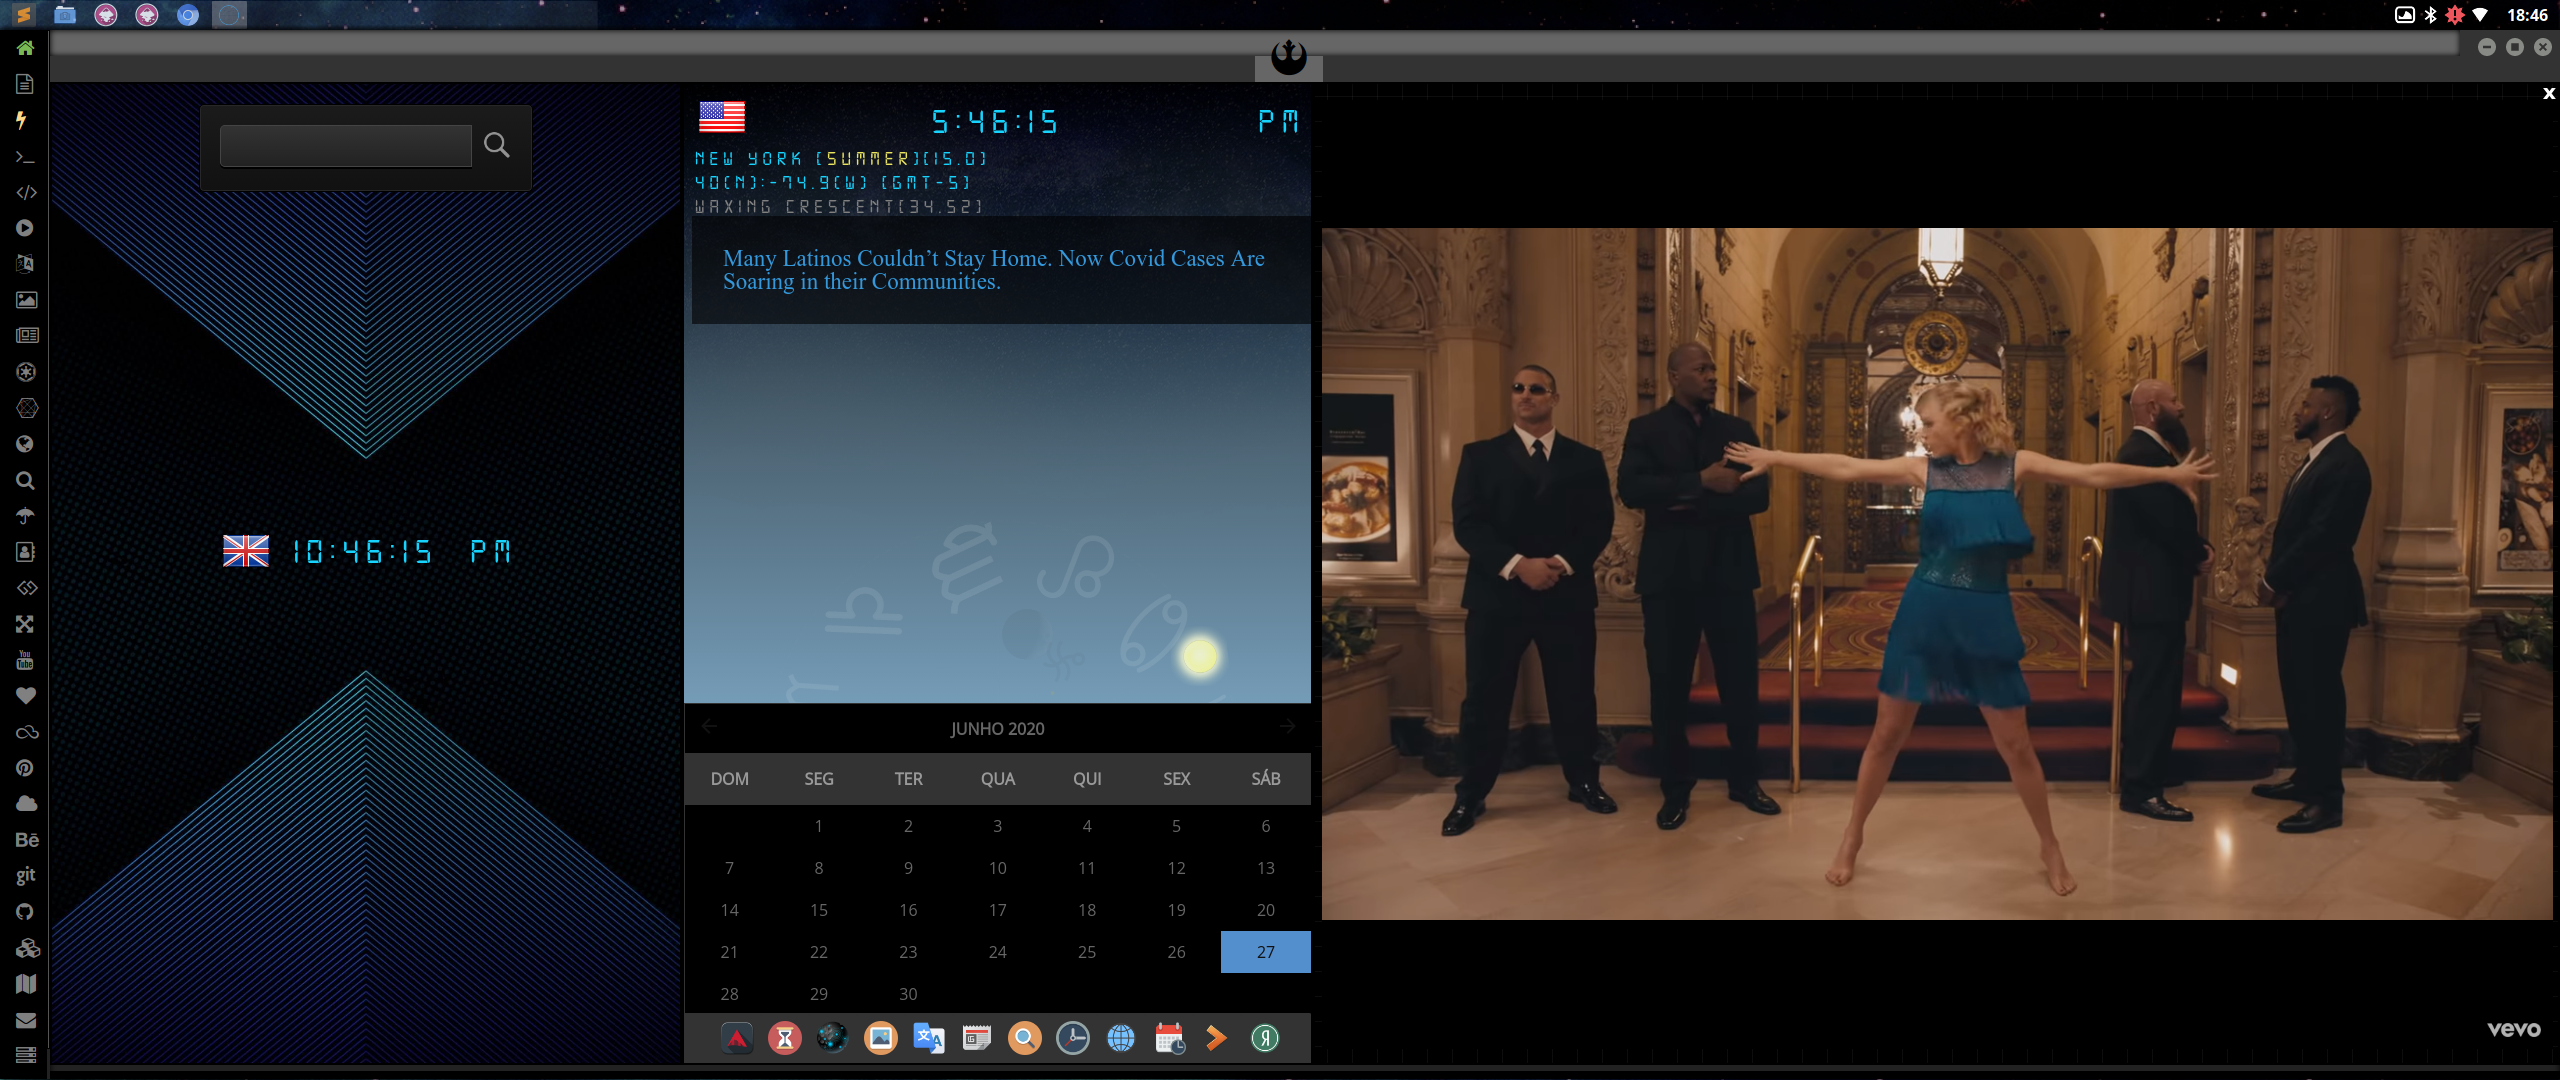 18:46
x
5:46:15 PM
NEW YORK [SUMMER][15.0]
40(N):-74.9(W) [GMT-5]
WAXING CRESCENT[34.52]
Many Latinos Couldn’t Stay Home. Now Covid Cases Are
Soaring in their Communities.
10:46:15 PM
JUNHO 2020
DOM SEG TER QUA QUI SEX SÁB
1 2 3 4 5 6
7 8 9 10 11 12 13
14 15 16 17 18 19 20
21 22 23 24 25 26 27
28 29 30
You
Tube
Bē
git
vevo